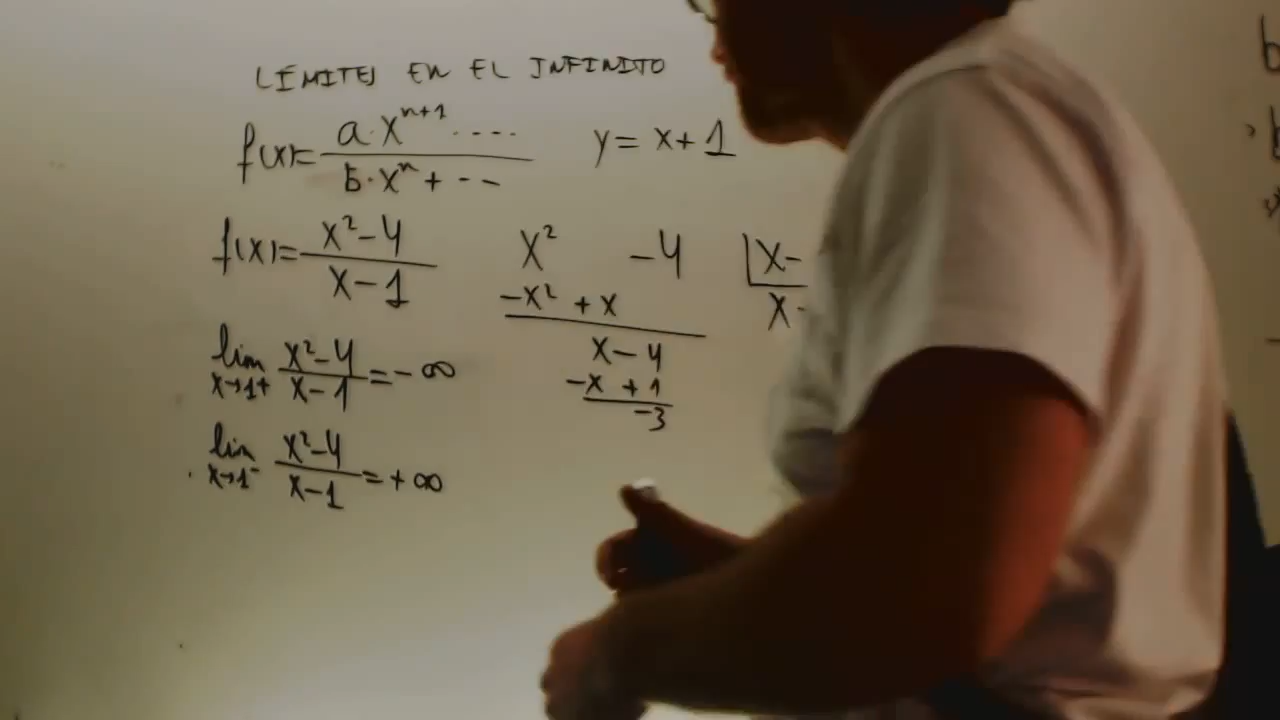 LÍMITES EN EL INFINITO
f(x)= a·x^(n+1) .... / b·x^n + --- y = x+1
f(x)= x²-4 / x-1
x² -4 |x-
-x² + x x-
x - 4
-x + 1
-3
lim x→1+ x²-4 / x-1 = -∞
lim x→1- x²-4 / x-1 = +∞